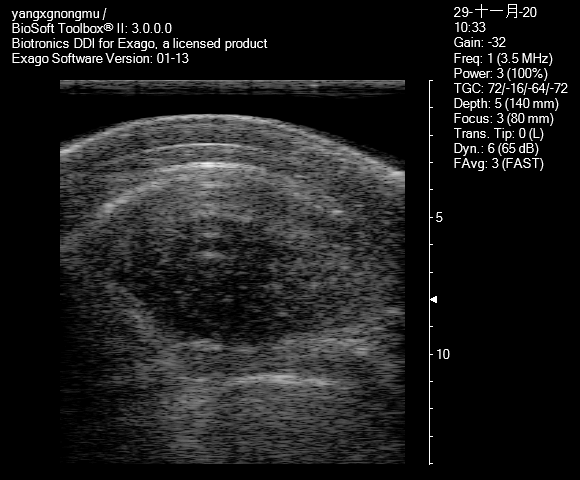 yangxgnongmu /
BioSoft Toolbox® II: 3.0.0.0
Biotronics DDI for Exago, a licensed product
Exago Software Version: 01-13
29-十一月-20
10:33
Gain: -32
Freq: 1 (3.5 MHz)
Power: 3 (100%)
TGC: 72/-16/-64/-72
Depth: 5 (140 mm)
Focus: 3 (80 mm)
Trans. Tip: 0 (L)
Dyn.: 6 (65 dB)
FAvg: 3 (FAST)
5
10